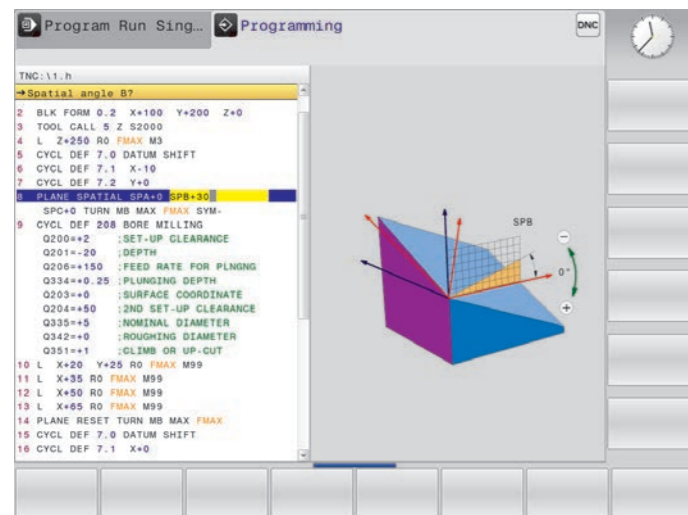 Program Run Sing… Programming DNC
TNC:\1.h
→Spatial angle B?
2 BLK FORM 0.2 X+100 Y+200 Z+0
3 TOOL CALL 5 Z S2000
4 L Z+250 R0 FMAX M3
5 CYCL DEF 7.0 DATUM SHIFT
6 CYCL DEF 7.1 X-10
7 CYCL DEF 7.2 Y+0
8 PLANE SPATIAL SPA+0 SPB+30
SPC+0 TURN MB MAX FMAX SYM-
9 CYCL DEF 208 BORE MILLING
Q200=+2 ;SET-UP CLEARANCE
Q201=-20 ;DEPTH
Q206=+150 ;FEED RATE FOR PLNGNG
Q334=+0.25 ;PLUNGING DEPTH
Q203=+0 ;SURFACE COORDINATE
Q204=+50 ;2ND SET-UP CLEARANCE
Q335=+5 ;NOMINAL DIAMETER
Q342=+0 ;ROUGHING DIAMETER
Q351=+1 ;CLIMB OR UP-CUT
10 L X+20 Y+25 R0 FMAX M99
11 L X+35 R0 FMAX M99
12 L X+50 R0 FMAX M99
13 L X+65 R0 FMAX M99
14 PLANE RESET TURN MB MAX FMAX
15 CYCL DEF 7.0 DATUM SHIFT
16 CYCL DEF 7.1 X+0
SPB
−
0°
+